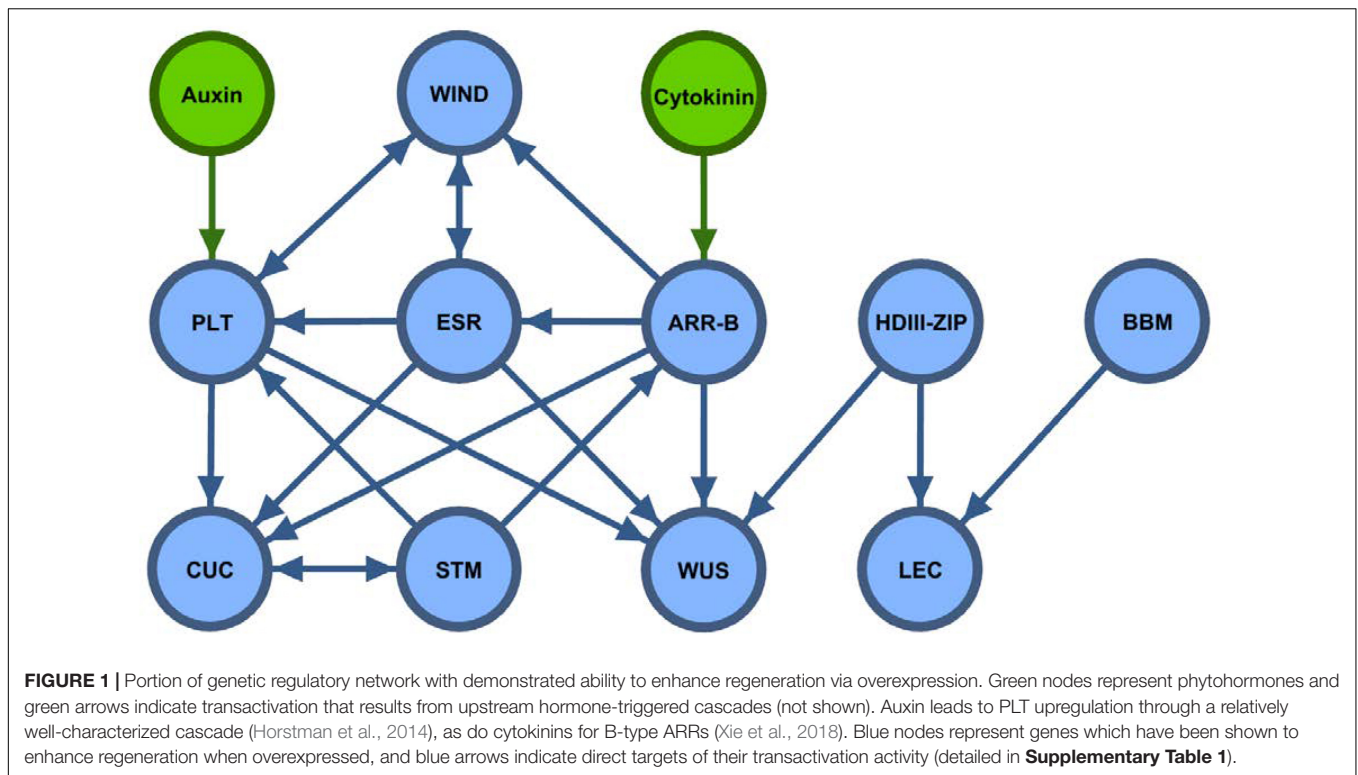 Auxin
WIND
Cytokinin
PLT
ESR
ARR-B
HDIII-ZIP
BBM
CUC
STM
WUS
LEC
FIGURE 1 | Portion of genetic regulatory network with demonstrated ability to enhance regeneration via overexpression. Green nodes represent phytohormones and
green arrows indicate transactivation that results from upstream hormone-triggered cascades (not shown). Auxin leads to PLT upregulation through a relatively
well-characterized cascade (Horstman et al., 2014), as do cytokinins for B-type ARRs (Xie et al., 2018). Blue nodes represent genes which have been shown to
enhance regeneration when overexpressed, and blue arrows indicate direct targets of their transactivation activity (detailed in Supplementary Table 1).